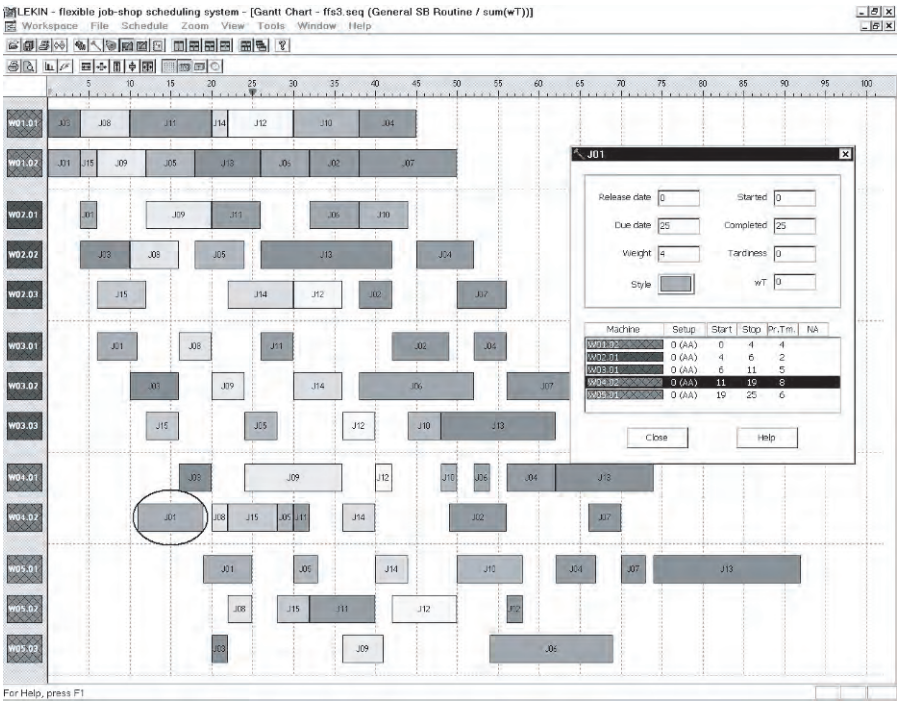 LEKIN - flexible job-shop scheduling system - [Gantt Chart - ffs3.seq (General SB Routine / sum(wT))]
Workspace File Schedule Zoom View Tools Window Help
5 10 15 20 25 30 35 40 45 50 55 60 65 70 75 80 85 90 95 100
W01.01 J03 J08 J11 J14 J12 J10 J04
W01.02 J01 J15 J09 J05 J13 J06 J02 J07
W02.01 J01 J09 J11 J06 J10
W02.02 J03 J08 J05 J13 J04
W02.03 J15 J14 J12 J02 J07
W03.01 J01 J08 J11 J02 J04
W03.02 J03 J09 J14 J06 J07
W03.03 J15 J05 J12 J10 J13
W04.01 J03 J09 J12 J10 J06 J04 J13
W04.02 J01 J08 J15 J05 J11 J14 J02 J07
W05.01 J01 J05 J14 J10 J04 J07 J13
W05.02 J08 J15 J11 J12 J02
W05.03 J03 J09 J06
J01
Release date 0 Started 0
Due date 25 Completed 25
Weight 4 Tardiness 0
Style wT 0
Machine Setup Start Stop Pr.Tm. NA
W01.02 0 (AA) 0 4 4
W02.01 0 (AA) 4 6 2
W03.01 0 (AA) 6 11 5
W04.02 0 (AA) 11 19 8
W05.01 0 (AA) 19 25 6
Close Help
For Help, press F1